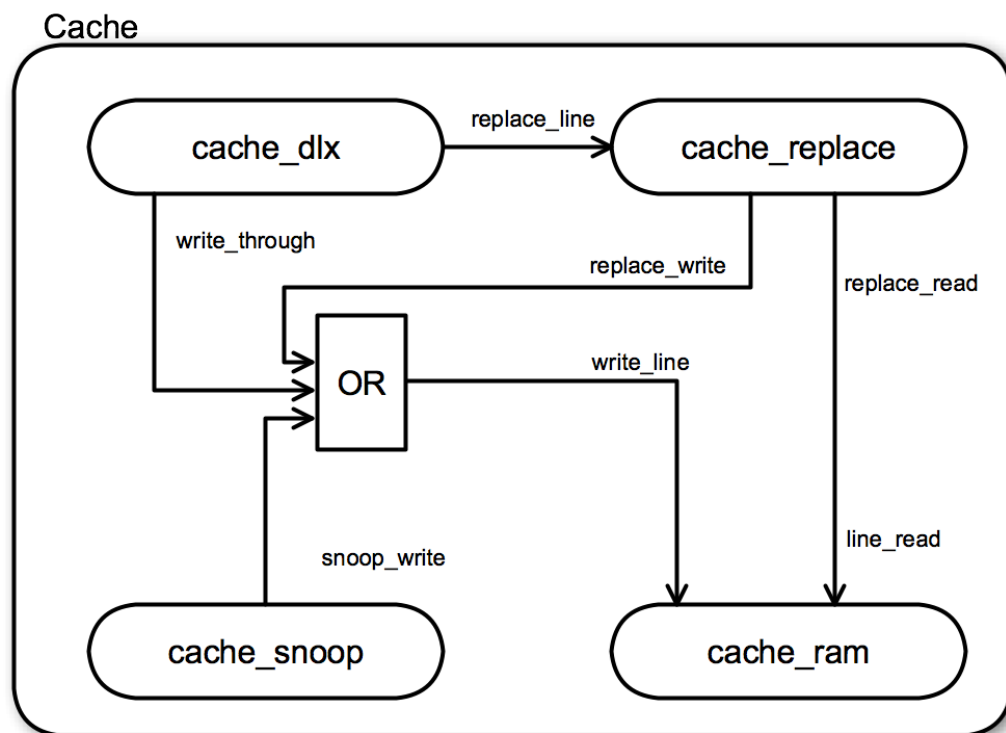 Cache
cache_dlx
replace_line
cache_replace
write_through
replace_write
replace_read
OR
write_line
snoop_write
line_read
cache_snoop
cache_ram